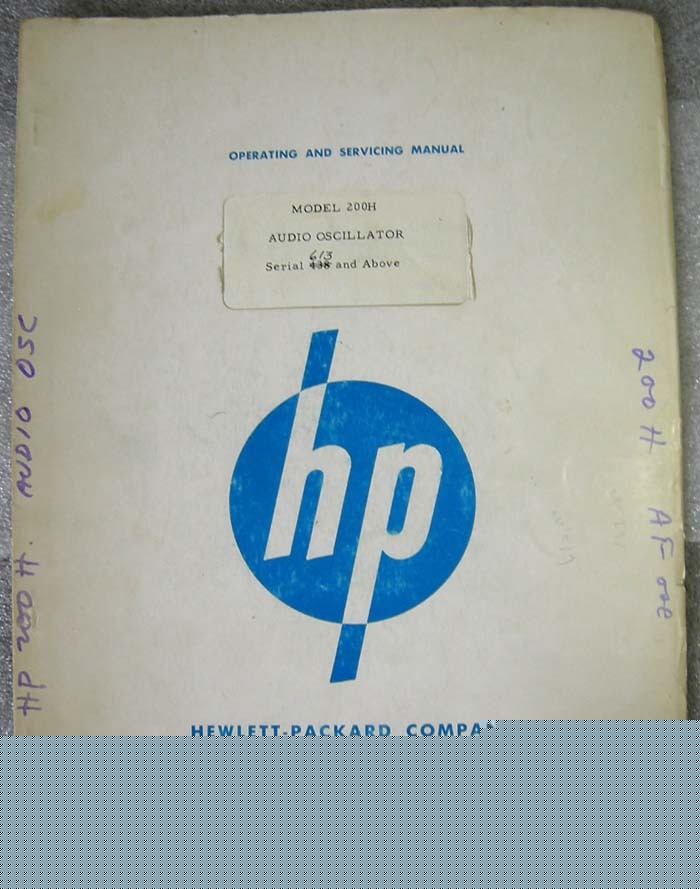 OPERATING AND SERVICING MANUAL
MODEL 200H
AUDIO OSCILLATOR
613
Serial 438 and Above
hp
HEWLETT-PACKARD COMPA
HP 200 H. AUDIO OSC
200 H AF osc